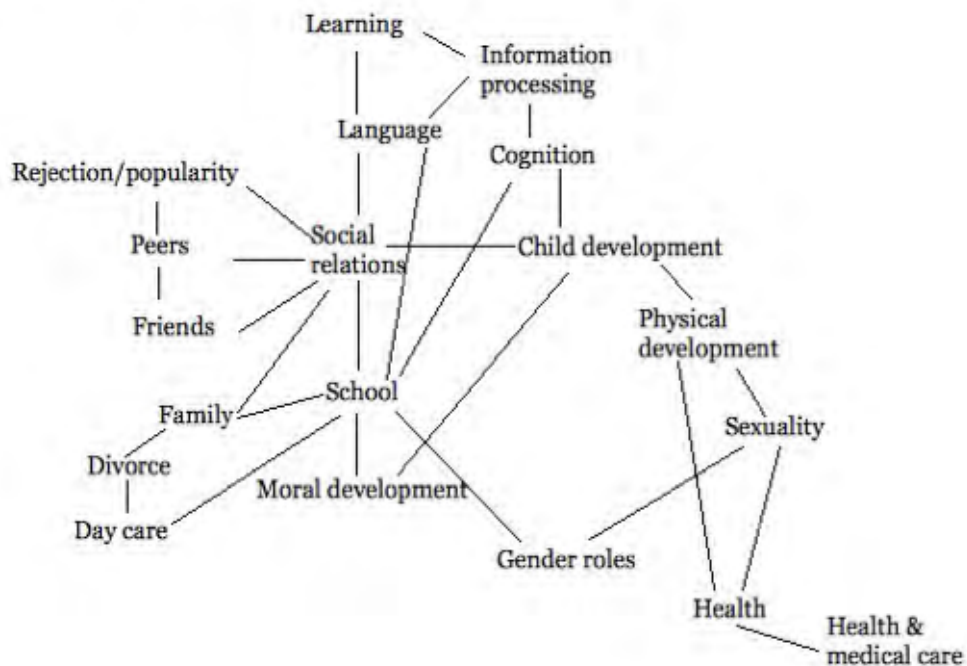 Learning
Information
processing
Language
Cognition
Rejection/popularity
Social
relations
Peers
Child development
Friends
Physical
development
School
Family
Sexuality
Divorce
Moral development
Day care
Gender roles
Health
Health &
medical care